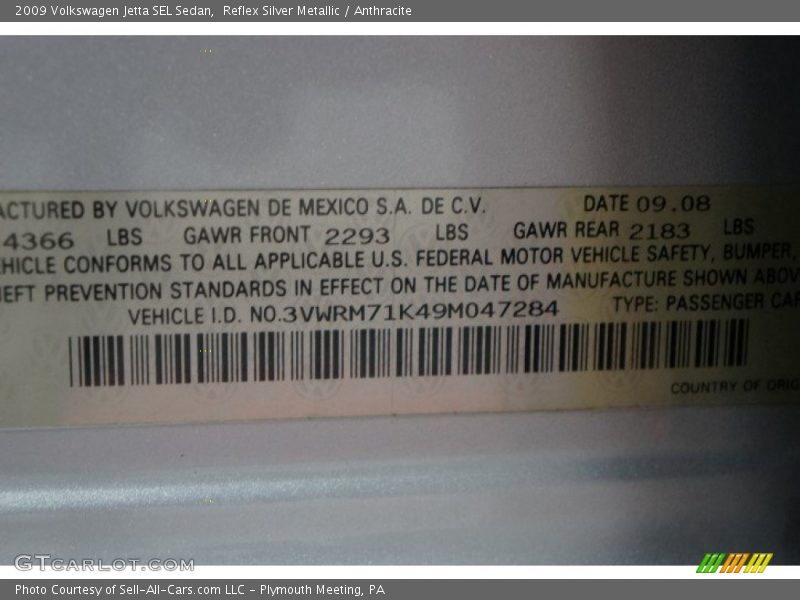 2009 Volkswagen Jetta SEL Sedan,  Reflex Silver Metallic / Anthracite
ACTURED BY VOLKSWAGEN DE MEXICO S.A. DE C.V. DATE 09.08
4366 LBS GAWR FRONT 2293 LBS GAWR REAR 2183 LBS
EHICLE CONFORMS TO ALL APPLICABLE U.S. FEDERAL MOTOR VEHICLE SAFETY, BUMPER,
HEFT PREVENTION STANDARDS IN EFFECT ON THE DATE OF MANUFACTURE SHOWN ABOV
VEHICLE I.D. NO.3VWRM71K49M047284 TYPE: PASSENGER CAR
COUNTRY OF ORIG
GTCARLOT.COM
Photo Courtesy of Sell-All-Cars.com LLC - Plymouth Meeting, PA